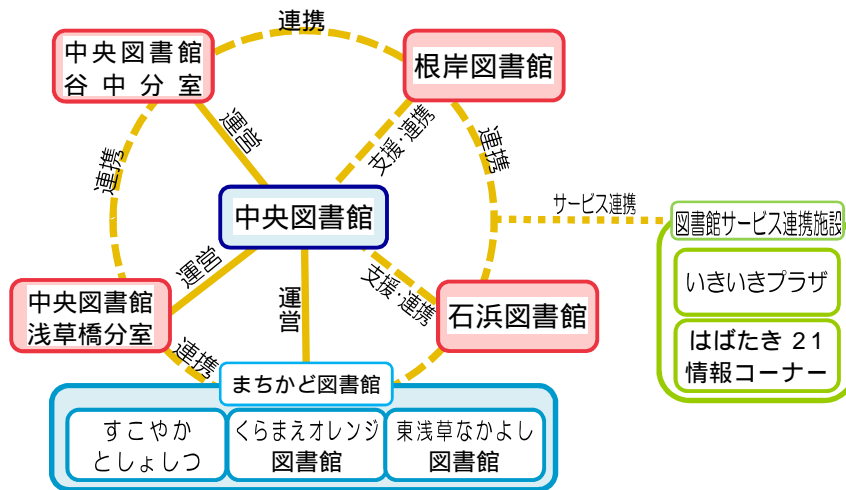 連携
中央図書館
谷中分室
根岸図書館
運営
支援・連携
連携
連携
サービス連携
中央図書館
図書館サービス連携施設
運営
いきいきプラザ
支援・連携
中央図書館
浅草橋分室
運営
石浜図書館
はばたき 21
情報コーナー
連携
まちかど図書館
すこやか
としょしつ
くらまえオレンジ
図書館
東浅草なかよし
図書館